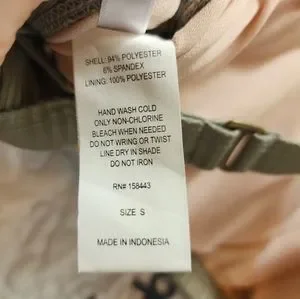 SHELL: 94% POLYESTER
6% SPANDEX
LINING: 100% POLYESTER
HAND WASH COLD
ONLY NON-CHLORINE
BLEACH WHEN NEEDED
DO NOT WRING OR TWIST
LINE DRY IN SHADE
DO NOT IRON
RN# 158443
SIZE S
MADE IN INDONESIA